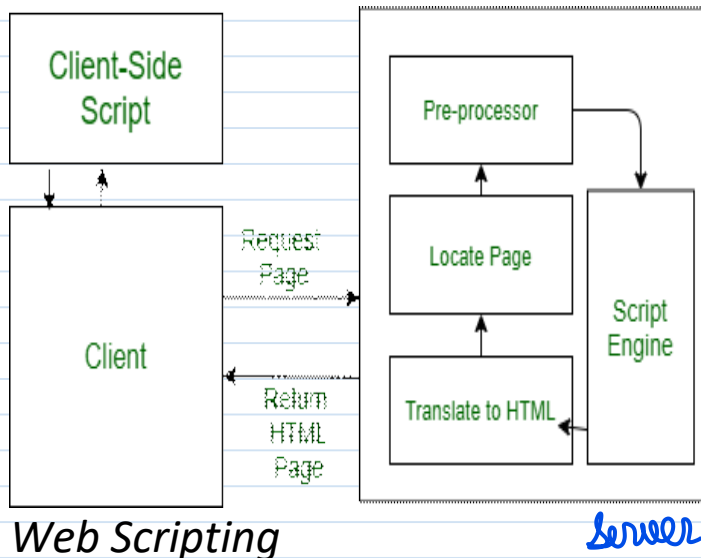 Client-Side
Script
Client
Request
Page
Return
HTML
Page
Pre-processor
Locate Page
Translate to HTML
Script
Engine
Web Scripting
Server